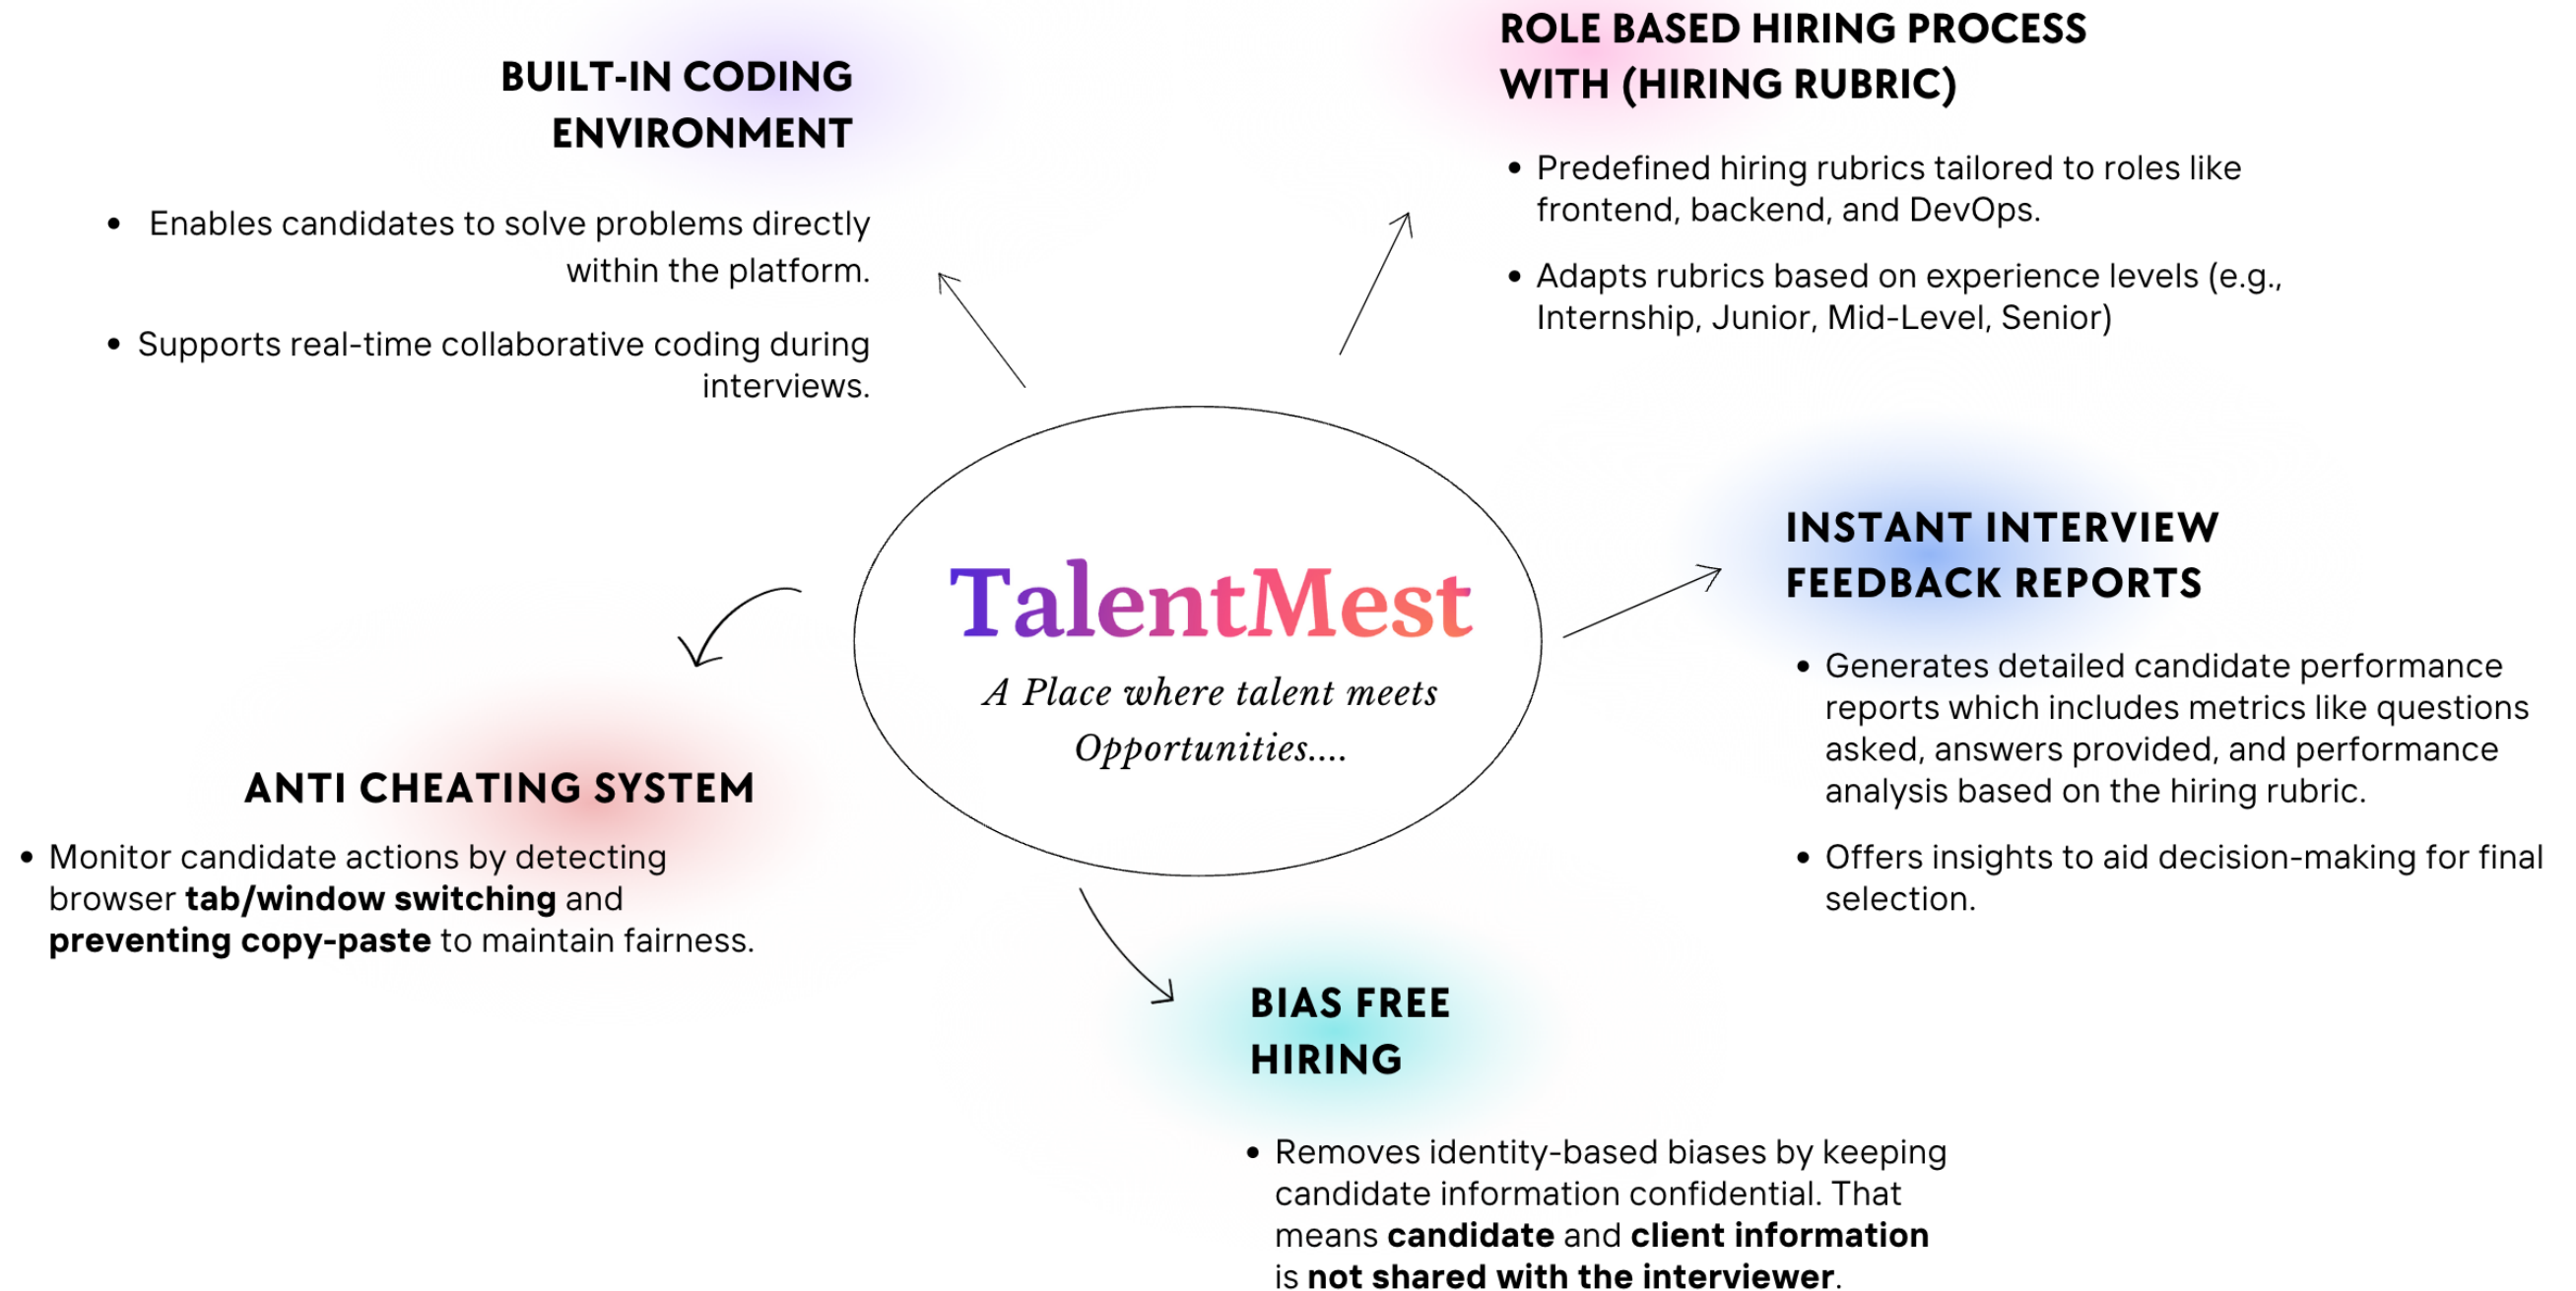 BUILT-IN CODING
ENVIRONMENT
• Enables candidates to solve problems directly
within the platform.
• Supports real-time collaborative coding during
interviews.
ROLE BASED HIRING PROCESS
WITH (HIRING RUBRIC)
• Predefined hiring rubrics tailored to roles like
frontend, backend, and DevOps.
• Adapts rubrics based on experience levels (e.g.,
Internship, Junior, Mid-Level, Senior)
TalentMest
A Place where talent meets
Opportunities....
INSTANT INTERVIEW
FEEDBACK REPORTS
• Generates detailed candidate performance
reports which includes metrics like questions
asked, answers provided, and performance
analysis based on the hiring rubric.
• Offers insights to aid decision-making for final
selection.
ANTI CHEATING SYSTEM
• Monitor candidate actions by detecting
browser tab/window switching and
preventing copy-paste to maintain fairness.
BIAS FREE
HIRING
• Removes identity-based biases by keeping
candidate information confidential. That
means candidate and client information
is not shared with the interviewer.